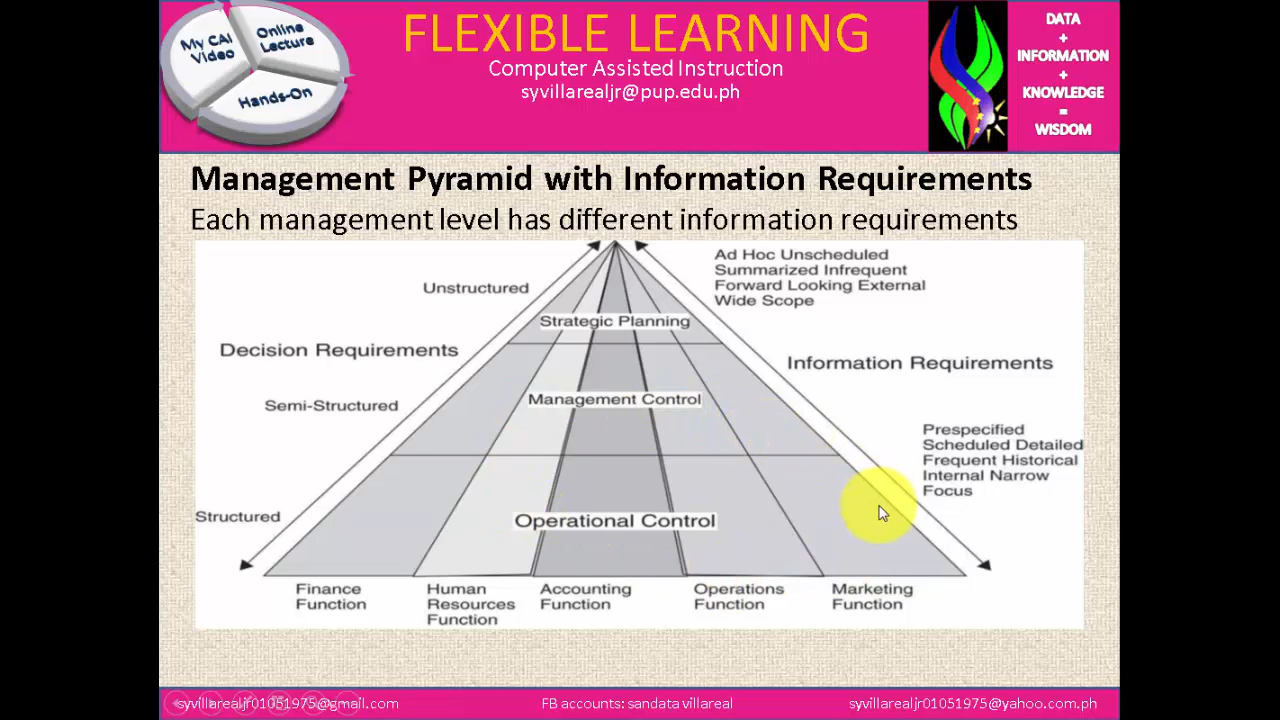 My CAI
Video
Online
Lecture
Hands-On
FLEXIBLE LEARNING
Computer Assisted Instruction
syvillarealjr@pup.edu.ph
DATA
+
INFORMATION
+
KNOWLEDGE
=
WISDOM
Management Pyramid with Information Requirements
Each management level has different information requirements
Ad Hoc Unscheduled
Summarized Infrequent
Forward Looking External
Wide Scope
Unstructured
Strategic Planning
Decision Requirements
Information Requirements
Management Control
Semi-Structured
Prespecified
Scheduled Detailed
Frequent Historical
Internal Narrow
Focus
Structured
Operational Control
Finance
Function
Human
Resources
Function
Accounting
Function
Operations
Function
Marketing
Function
syvillarealjr01051975@gmail.com
FB accounts: sandata villareal
syvillarealjr01051975@yahoo.com.ph